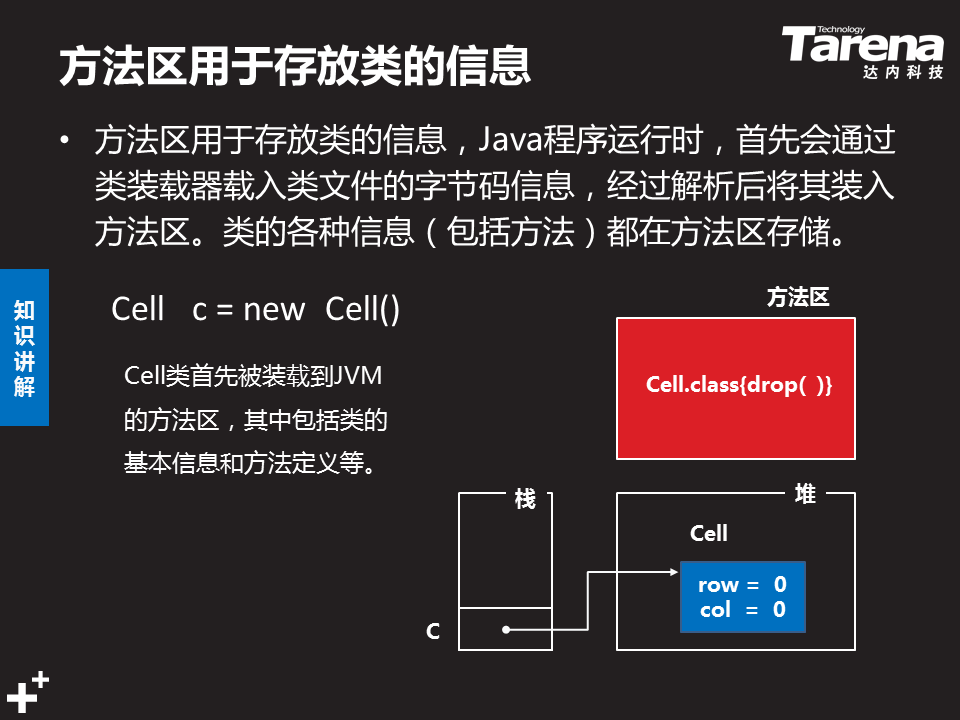 方法区用于存放类的信息
Technology
Tarena
达内科技
• 方法区用于存放类的信息，Java程序运行时，首先会通过
类装载器载入类文件的字节码信息，经过解析后将其装入
方法区。类的各种信息（包括方法）都在方法区存储。
知
识
讲
解
Cell c = new Cell()
Cell类首先被装载到JVM
的方法区，其中包括类的
基本信息和方法定义等。
方法区
Cell.class{drop( )}
栈
堆
Cell
row = 0
col = 0
C